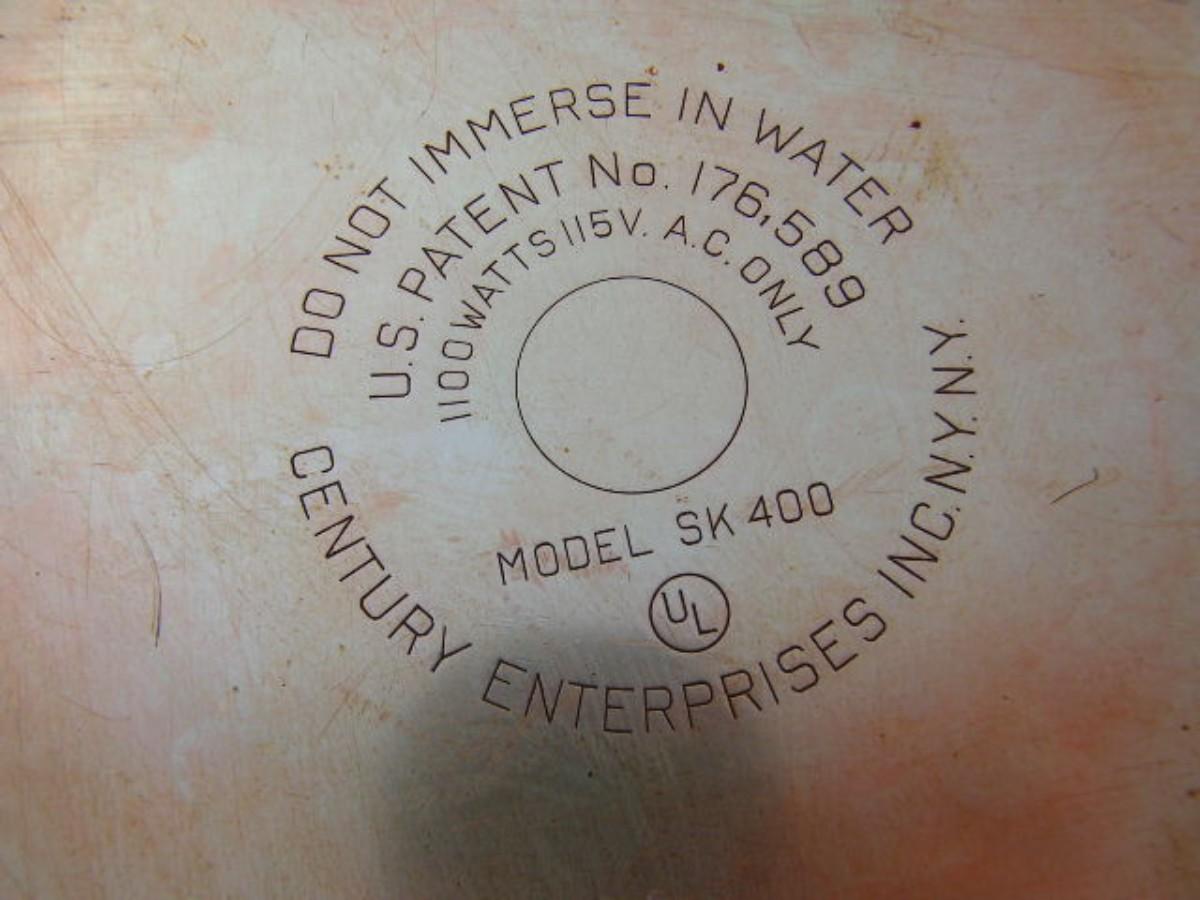 DO NOT IMMERSE IN WATER
U.S. PATENT No. 176,589
1100 WATTS 115V. A.C. ONLY
MODEL SK 400
UL
CENTURY ENTERPRISES INC. N.Y. N.Y.